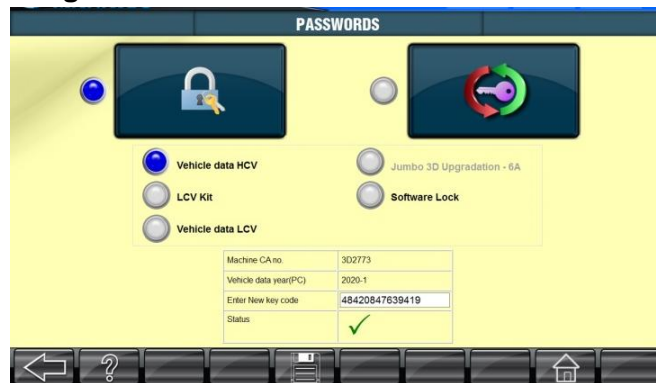 PASSWORDS
Vehicle data HCV
Jumbo 3D Upgradation - 6A
LCV Kit
Software Lock
Vehicle data LCV
Machine CA no. 3D2773
Vehicle data year(PC) 2020-1
Enter New key code 48420847639419
Status